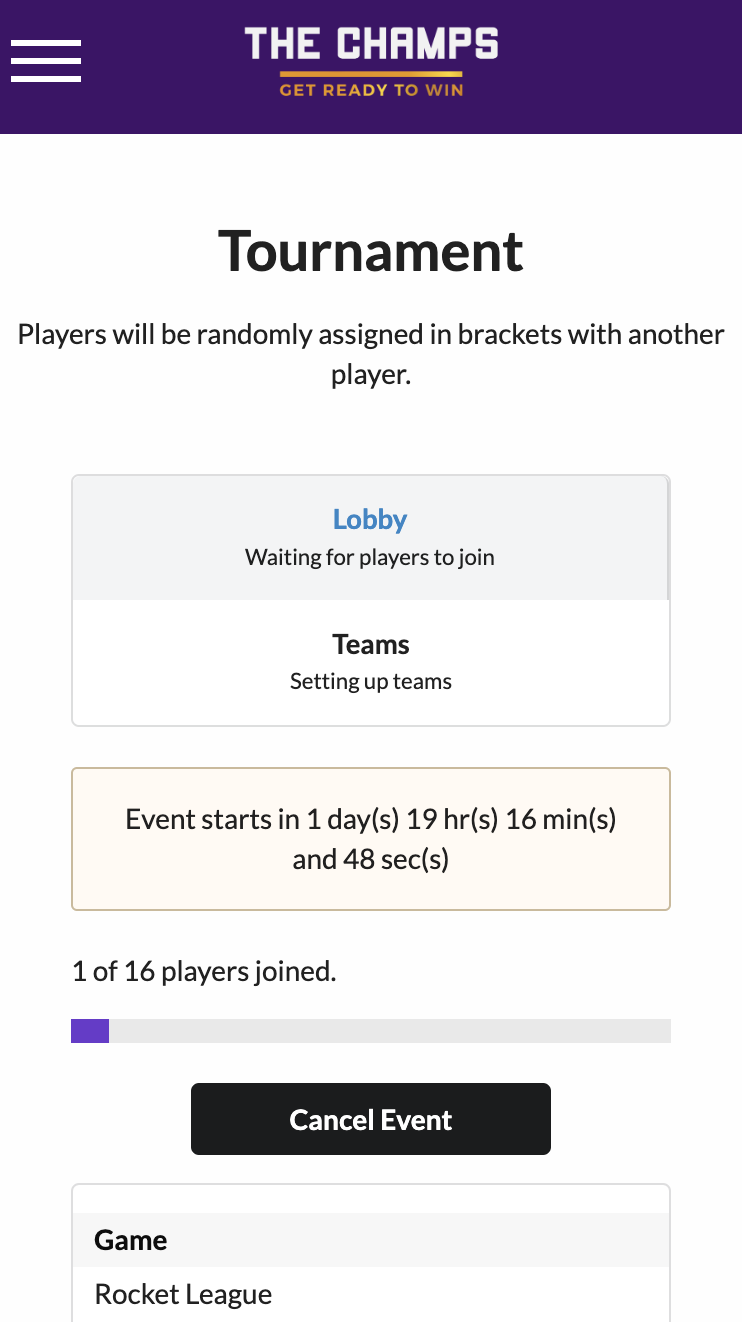 THE CHAMPS
GET READY TO WIN
Tournament
Players will be randomly assigned in brackets with another
player.
Lobby
Waiting for players to join
Teams
Setting up teams
Event starts in 1 day(s) 19 hr(s) 16 min(s)
and 48 sec(s)
1 of 16 players joined.
Cancel Event
Game
Rocket League